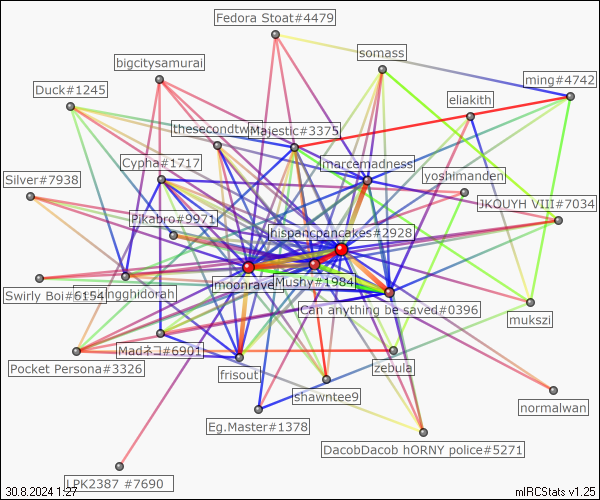 Fedora Stoat#4479
somass
bigcitysamurai
ming#4742
Duck#1245
eliakith
thesecondtw
Majestic#3375
Cypha#1717
marcemadness
yoshimanden
Silver#7938
JKOUYH VIII#7034
Pikabro#9971
hispancpancakes#2928
moonrave
Mushy#1984
Swirly Boi#6154
ngghidorah
Can anything be saved#0396
mukszi
Madネコ#6901
Pocket Persona#3326
frisout
zebula
shawntee9
normalwan
Eg.Master#1378
DacobDacob hORNY police#5271
LPK2387 #7690
30.8.2024 1:27
mIRCStats v1.25